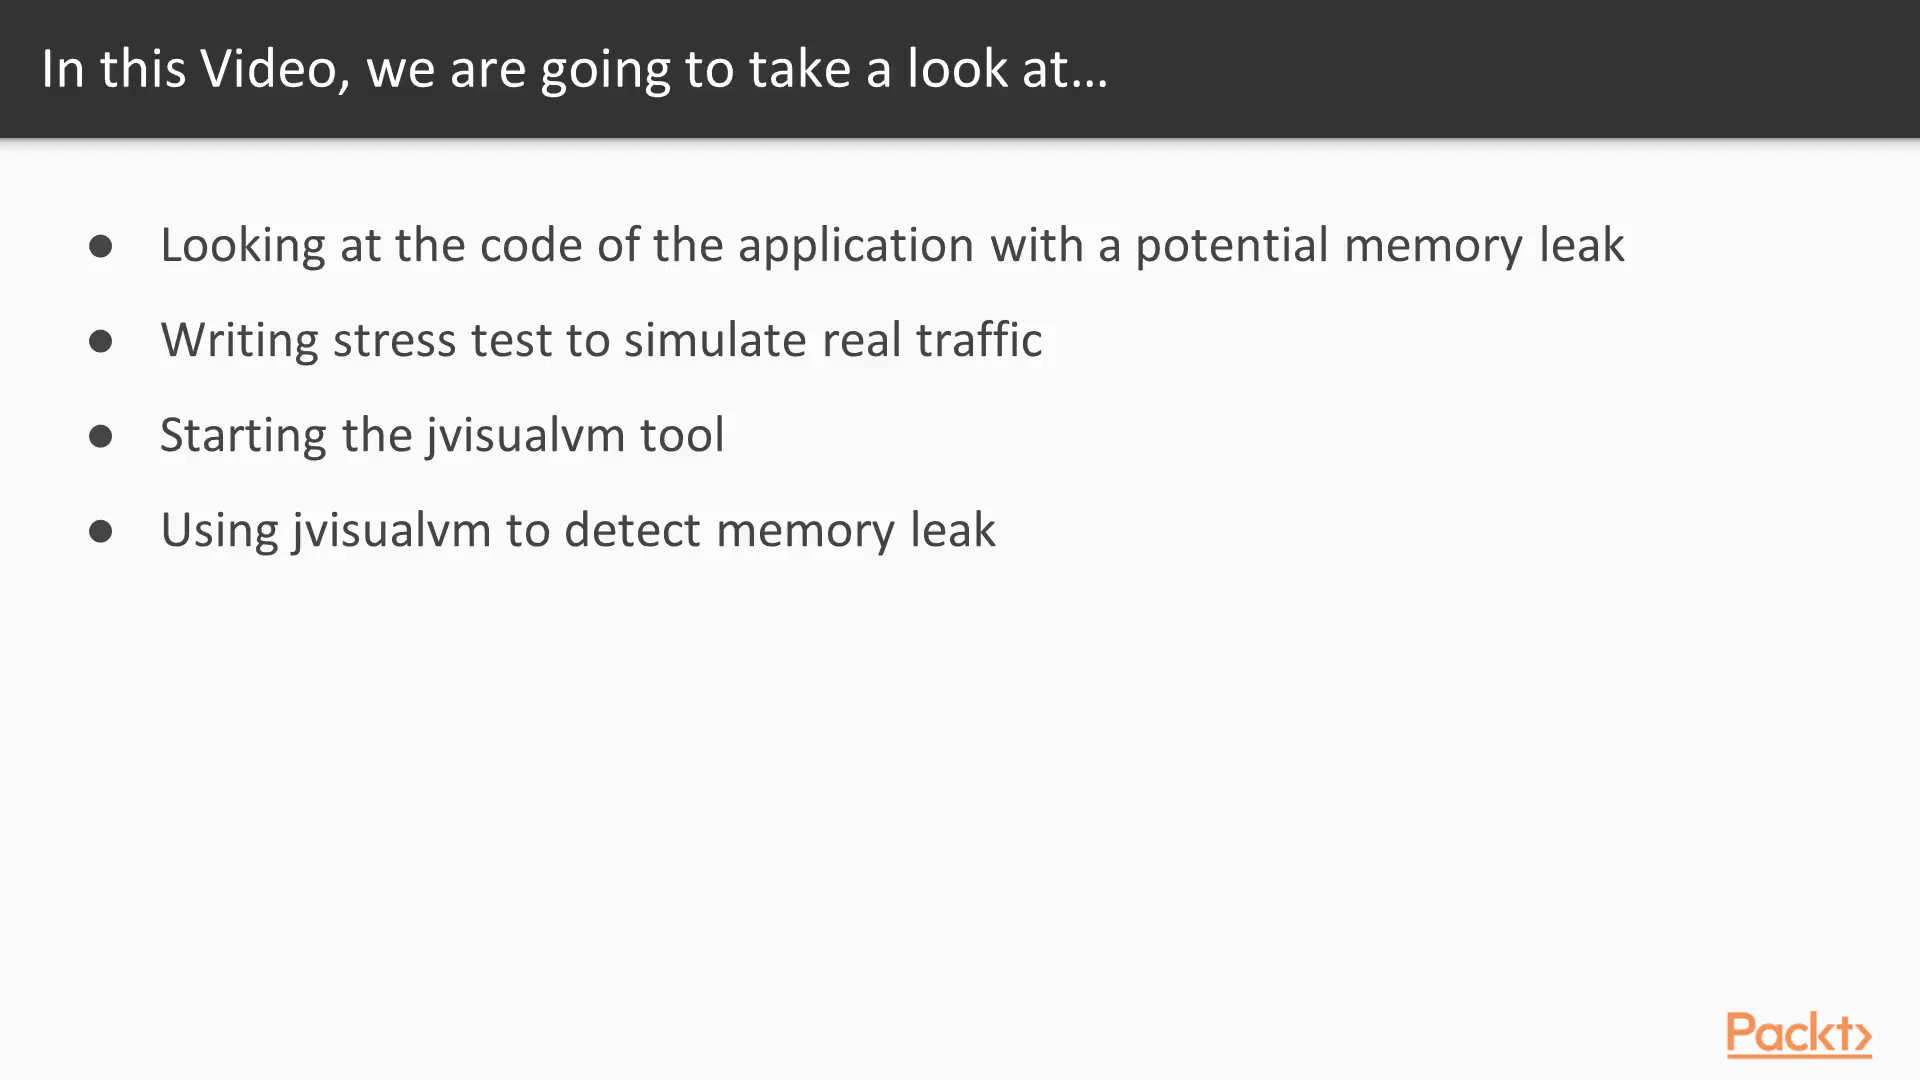 In this Video, we are going to take a look at...
● Looking at the code of the application with a potential memory leak
● Writing stress test to simulate real traffic
● Starting the jvisualvm tool
● Using jvisualvm to detect memory leak
Packt>